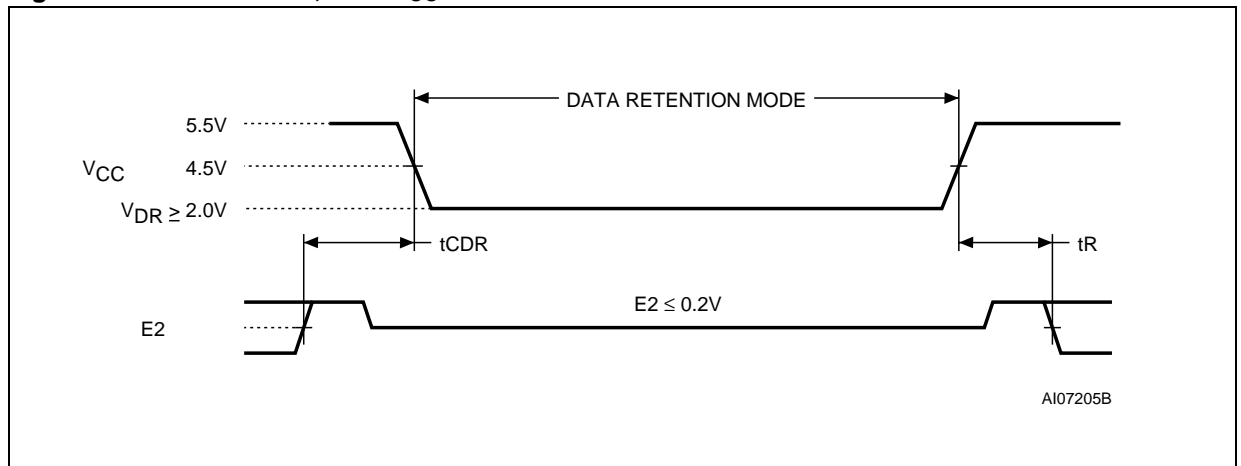 DATA RETENTION MODE
5.5V
VCC 4.5V
VDR ≥ 2.0V
tCDR
tR
E2 ≤ 0.2V
E2
AI07205B